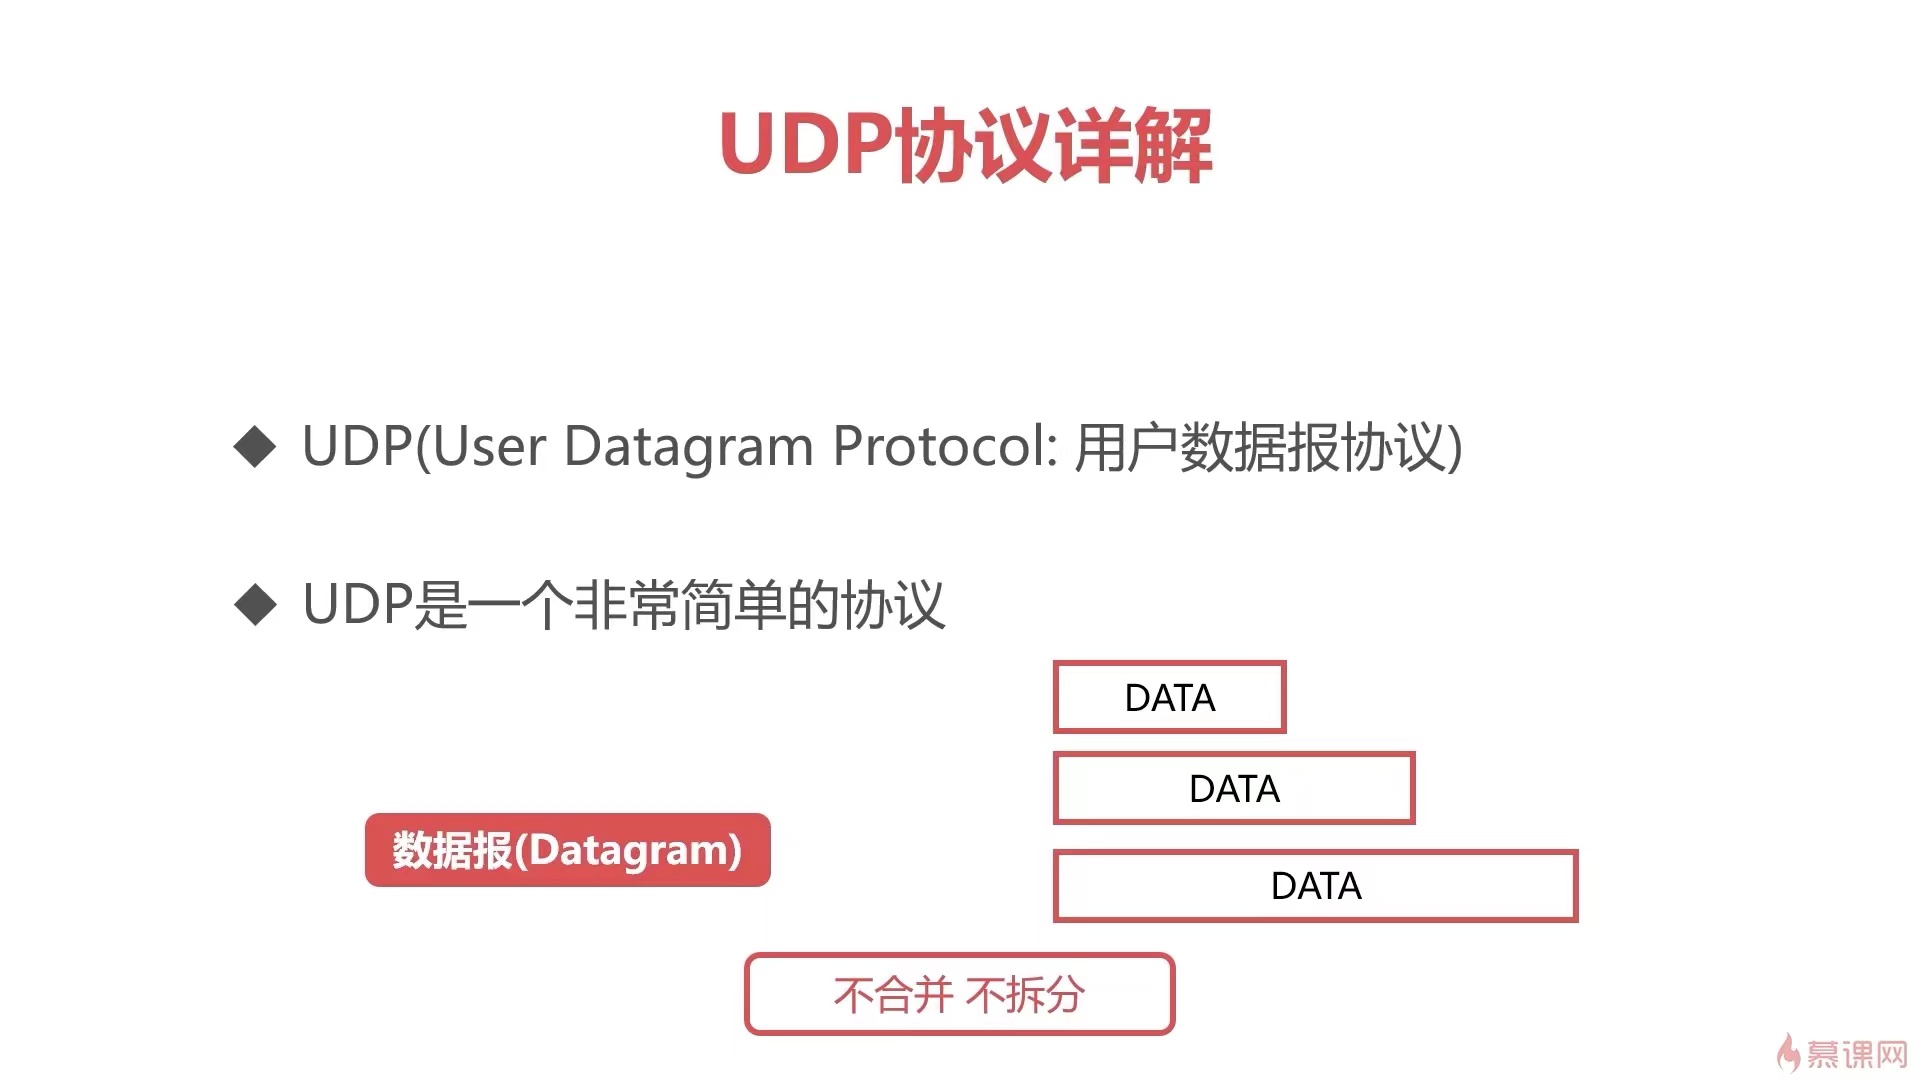 UDP协议详解
UDP(User Datagram Protocol: 用户数据报协议)
UDP是一个非常简单的协议
DATA
DATA
数据报(Datagram)
DATA
不合并 不拆分
慕课网